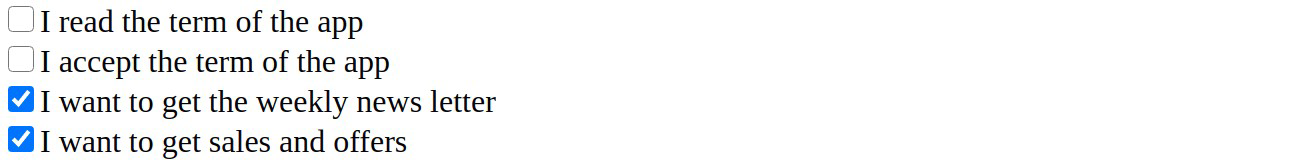 I read the term of the app
I accept the term of the app
I want to get the weekly news letter
I want to get sales and offers